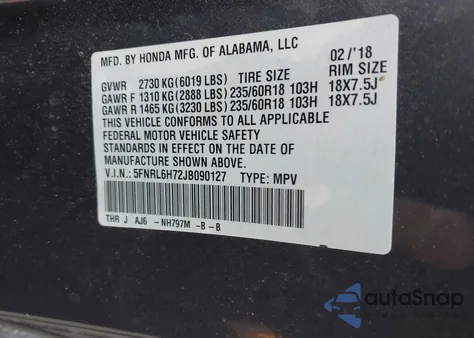 MFD. BY HONDA MFG. OF ALABAMA, LLC 02/'18
GVWR 2730 KG (6019 LBS) TIRE SIZE RIM SIZE
GAWR F 1310 KG (2888 LBS) 235/60R18 103H 18X7.5J
GAWR R 1465 KG (3230 LBS) 235/60R18 103H 18X7.5J
THIS VEHICLE CONFORMS TO ALL APPLICABLE
FEDERAL MOTOR VEHICLE SAFETY
STANDARDS IN EFFECT ON THE DATE OF
MANUFACTURE SHOWN ABOVE.
V.I.N.: 5FNRL6H72JB090127 TYPE: MPV
THR J AJ6 -NH797M -B-B
autoSnap